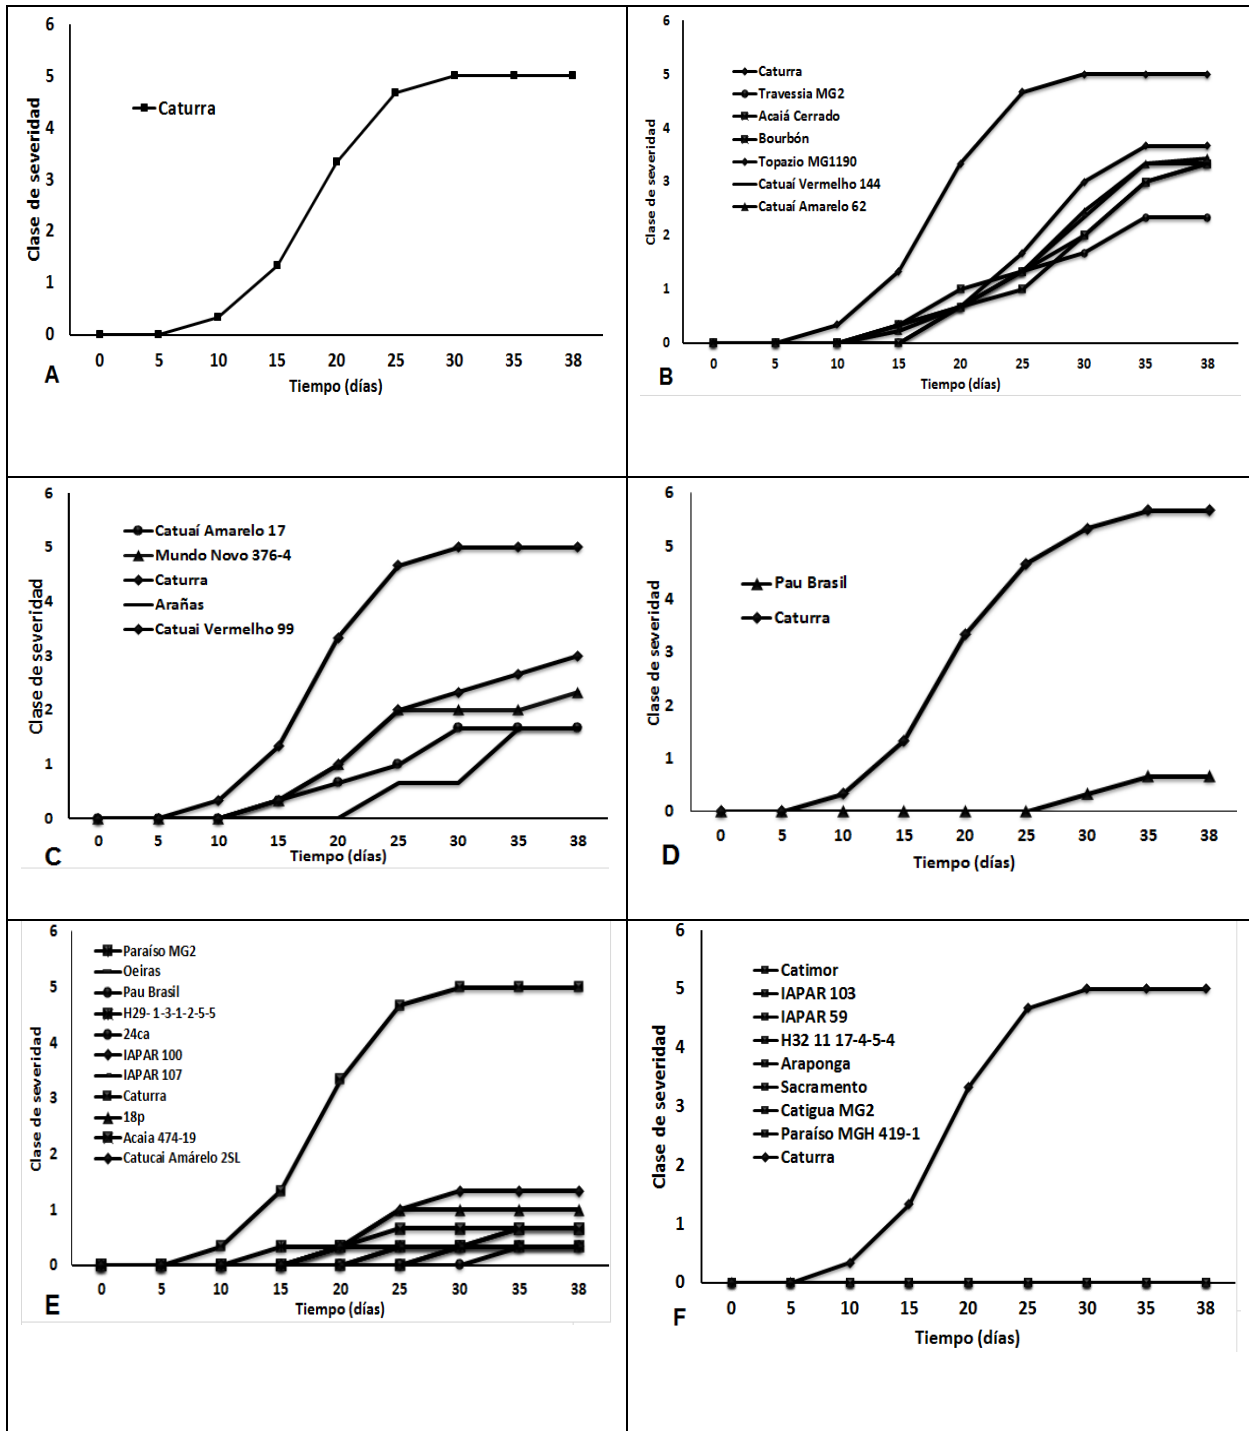 6
5
4
3
2
1
0
Clase de severidad
Caturra
0 5 10 15 20 25 30 35 38
Tiempo (días)
A
6
5
4
3
2
1
0
Clase de severidad
Caturra
Travessia MG2
Acaiá Cerrado
Bourbón
Topazio MG1190
Catuaí Vermelho 144
Catuaí Amarelo 62
0 5 10 15 20 25 30 35 38
Tiempo (días)
B
6
5
4
3
2
1
0
Clase de severidad
Catuaí Amarelo 17
Mundo Novo 376-4
Caturra
Arañas
Catuai Vermelho 99
0 5 10 15 20 25 30 35 38
Tiempo (días)
C
6
5
4
3
2
1
0
Clase de severidad
Pau Brasil
Caturra
0 5 10 15 20 25 30 35 38
Tiempo (días)
D
6
5
4
3
2
1
0
Clase de severidad
Paraíso MG2
Oeiras
Pau Brasil
H29- 1-3-1-2-5-5
24ca
IAPAR 100
IAPAR 107
Caturra
18p
Acaia 474-19
Catucai Amárelo 2SL
0 5 10 15 20 25 30 35 38
Tiempo (días)
E
6
5
4
3
2
1
0
Clase de severidad
Catimor
IAPAR 103
IAPAR 59
H32 11 17-4-5-4
Araponga
Sacramento
Catigua MG2
Paraíso MGH 419-1
Caturra
0 5 10 15 20 25 30 35 38
Tiempo (días)
F